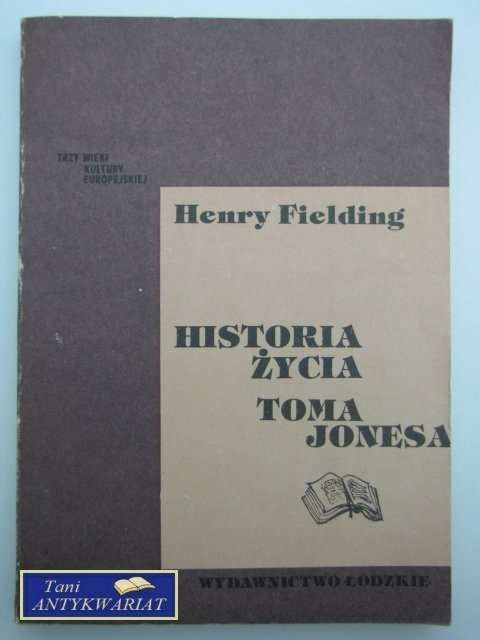 TRZY WIEKI
KULTURY
EUROPEJSKIEJ
Henry Fielding
HISTORIA
ŻYCIA
TOMA
JONESA
WYDAWNICTWO ŁÓDZKIE
Tani
ANTYKWARIAT